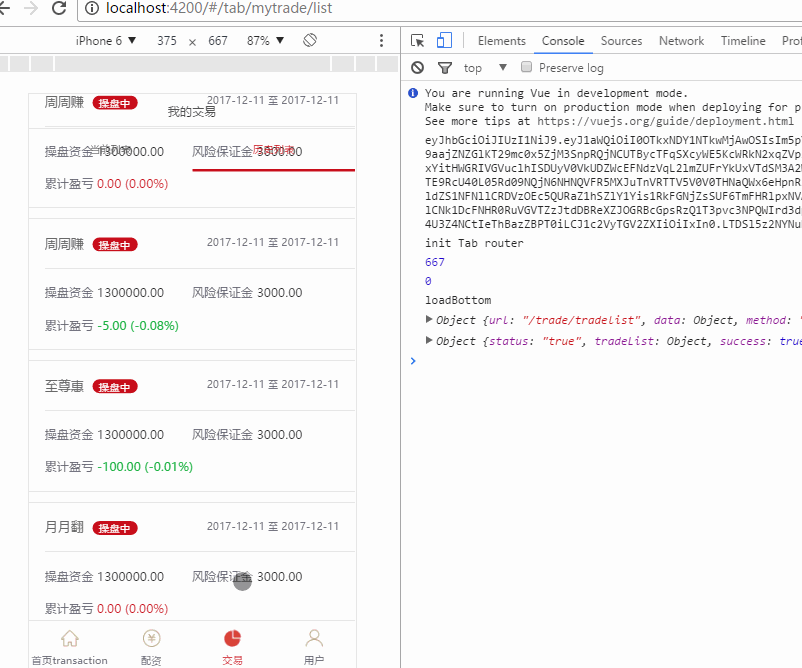 localhost:4200/#/tab/mytrade/list
iPhone 6 ▼ 375 × 667 87% ▼
Elements Console Sources Network Timeline Prof
top ▼ Preserve log
周周赚 操盘中 2017-12-11 至 2017-12-11
我的交易
操盘资金 1300000.00 风险保证金 3000.00
累计盈亏 0.00 (0.00%)
周周赚 操盘中 2017-12-11 至 2017-12-11
操盘资金 1300000.00 风险保证金 3000.00
累计盈亏 -5.00 (-0.08%)
至尊惠 操盘中 2017-12-11 至 2017-12-11
操盘资金 1300000.00 风险保证金 3000.00
累计盈亏 -100.00 (-0.01%)
月月翻 操盘中 2017-12-11 至 2017-12-11
操盘资金 1300000.00 风险保证金 3000.00
累计盈亏 0.00 (0.00%)
首页transaction 配资 交易 用户
You are running Vue in development mode.
Make sure to turn on production mode when deploying for p
See more tips at https://vuejs.org/guide/deployment.html
init Tab router
667
0
loadBottom
Object {url: "/trade/tradelist", data: Object, method: "
Object {status: "true", tradeList: Object, success: true